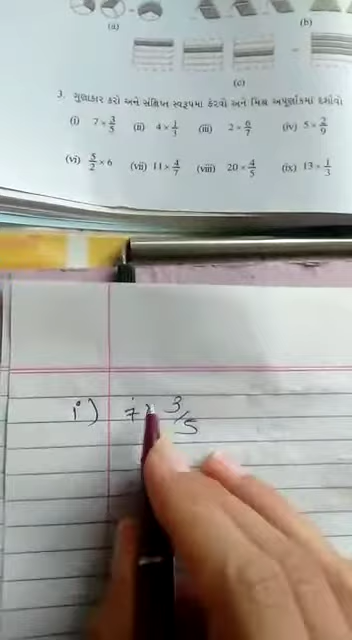 (a)
(b)
(c)
3. ગુણાકાર કરો અને સંક્ષિપ્ત સ્વરૂપમાં ફેરવો અને મિશ્ર અપૂર્ણાંકમાં દર્શાવો
(i) 7 × 3/5 (ii) 4 × 1/3 (iii) 2 × 6/7 (iv) 5 × 2/9
(vi) 5/2 × 6 (vii) 11 × 4/7 (viii) 20 × 4/5 (ix) 13 × 1/3
i) 7 × 3/5